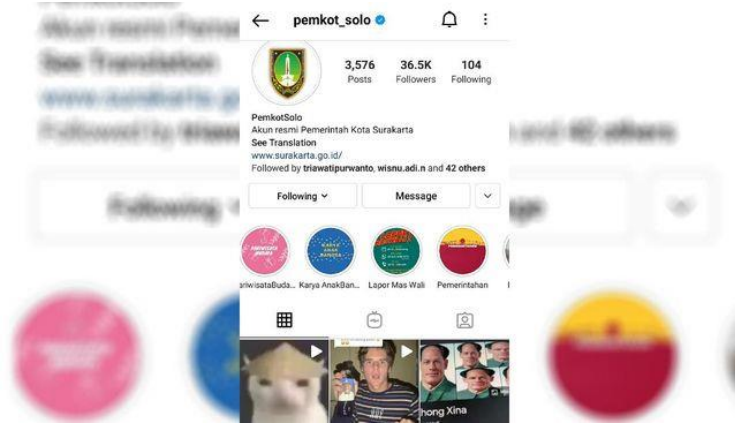 pemkot_solo
3,576 36.5K 104
Posts Followers Following
PemkotSolo
Akun resmi Pemerintah Kota Surakarta
See Translation
www.surakarta.go.id/
Followed by triawatipurwanto, wisnu.adi.n and 42 others
Following Message
ariwisataBuda... Karya AnakBan... Lapor Mas Wali Pemerintahan
hong Xina